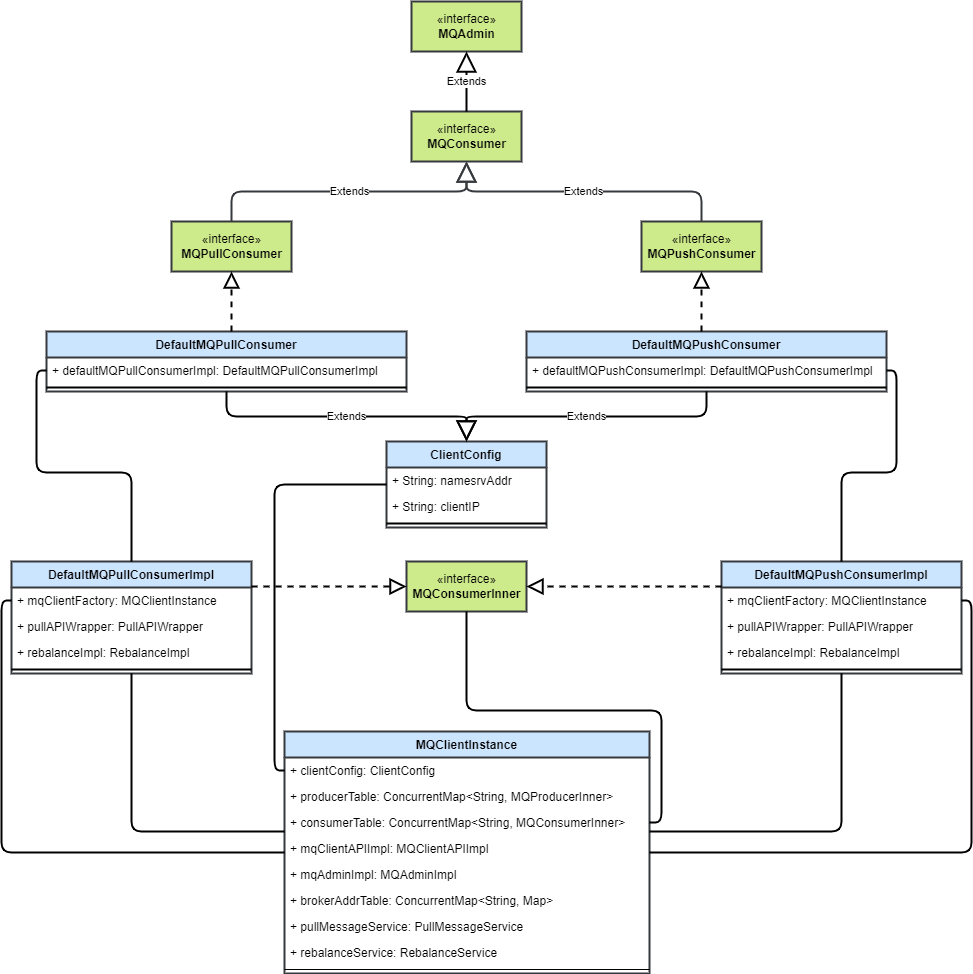 «interface»
MQAdmin
Extends
«interface»
MQConsumer
Extends
Extends
«interface»
MQPullConsumer
«interface»
MQPushConsumer
DefaultMQPullConsumer
+ defaultMQPullConsumerImpl: DefaultMQPullConsumerImpl
DefaultMQPushConsumer
+ defaultMQPushConsumerImpl: DefaultMQPushConsumerImpl
Extends
Extends
ClientConfig
+ String: namesrvAddr
+ String: clientIP
DefaultMQPullConsumerImpl
+ mqClientFactory: MQClientInstance
+ pullAPIWrapper: PullAPIWrapper
+ rebalanceImpl: RebalanceImpl
«interface»
MQConsumerInner
DefaultMQPushConsumerImpl
+ mqClientFactory: MQClientInstance
+ pullAPIWrapper: PullAPIWrapper
+ rebalanceImpl: RebalanceImpl
MQClientInstance
+ clientConfig: ClientConfig
+ producerTable: ConcurrentMap<String, MQProducerInner>
+ consumerTable: ConcurrentMap<String, MQConsumerInner>
+ mqClientAPIImpl: MQClientAPIImpl
+ mqAdminImpl: MQAdminImpl
+ brokerAddrTable: ConcurrentMap<String, Map>
+ pullMessageService: PullMessageService
+ rebalanceService: RebalanceService